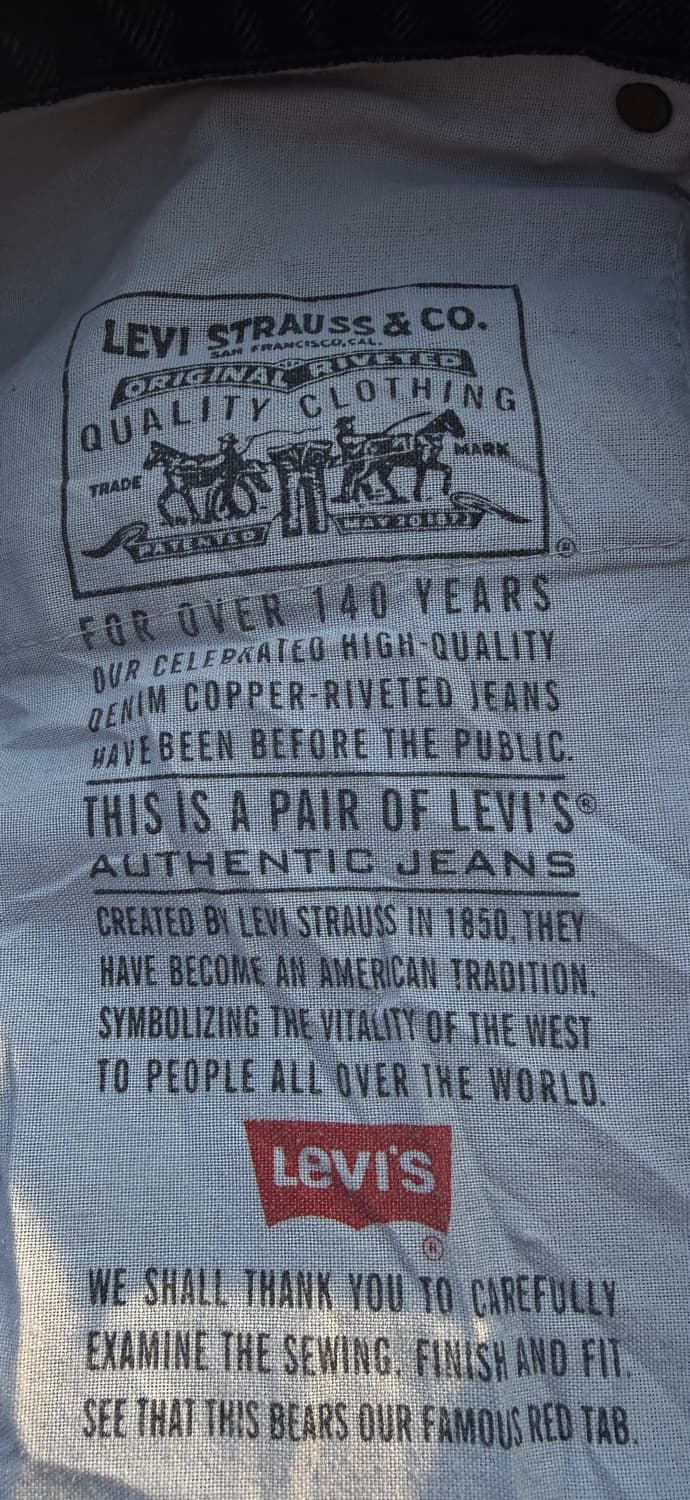 LEVI STRAUSS & CO.
SAN FRANCISCO, CAL.
ORIGINAL RIVETED
QUALITY CLOTHING
TRADE MARK
PATENTED MAY 20 1873
®
FOR OVER 140 YEARS
OUR CELEBRATED HIGH-QUALITY
DENIM COPPER-RIVETED JEANS
HAVE BEEN BEFORE THE PUBLIC.
THIS IS A PAIR OF LEVI'S®
AUTHENTIC JEANS
CREATED BY LEVI STRAUSS IN 1850, THEY
HAVE BECOME AN AMERICAN TRADITION,
SYMBOLIZING THE VITALITY OF THE WEST
TO PEOPLE ALL OVER THE WORLD.
LEVI'S
®
WE SHALL THANK YOU TO CAREFULLY
EXAMINE THE SEWING, FINISH AND FIT.
SEE THAT THIS BEARS OUR FAMOUS RED TAB.